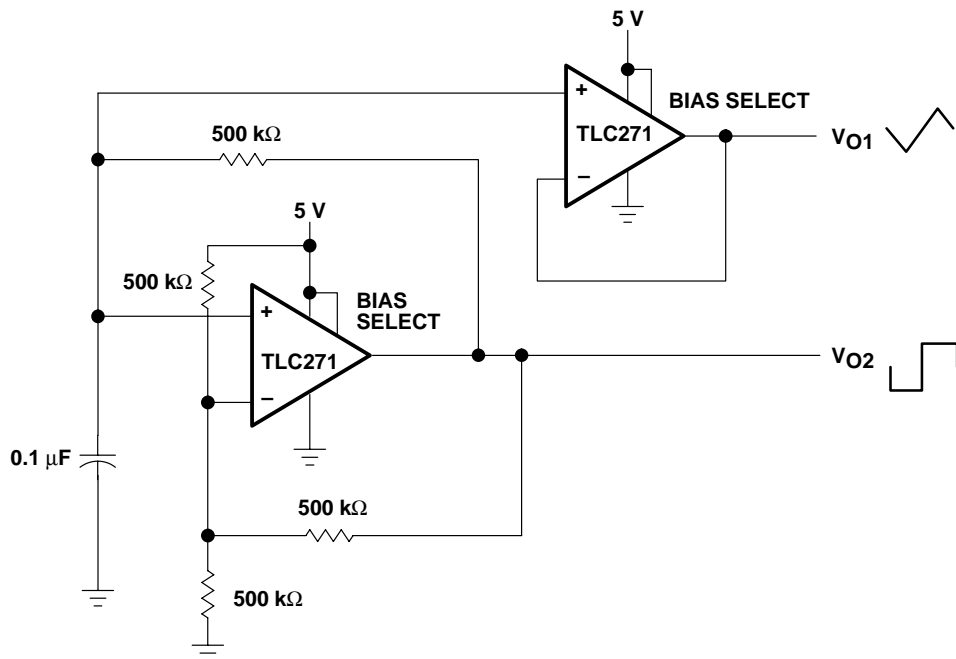 5 V
+
BIAS SELECT
TLC271
VO1
−
500 kΩ
5 V
500 kΩ
BIAS
SELECT
+
TLC271
VO2
−
0.1 μF
500 kΩ
500 kΩ